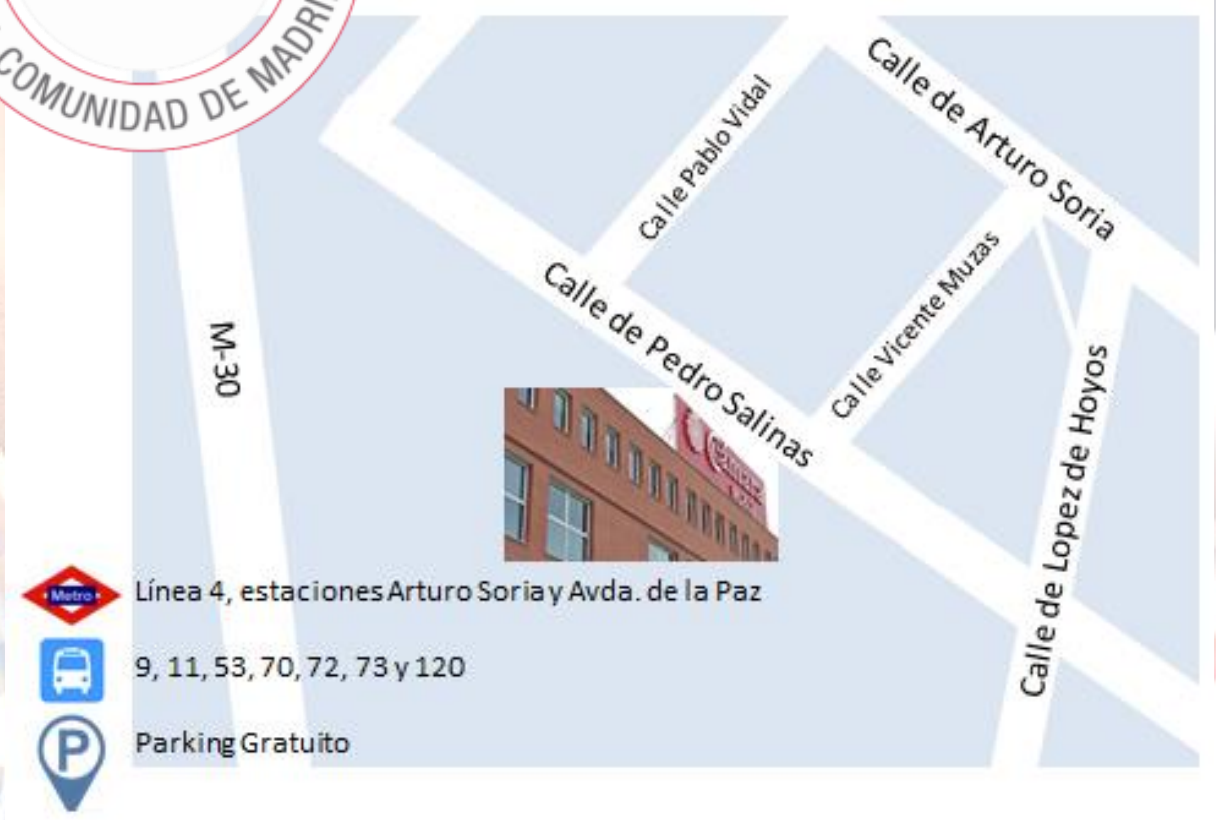 COMUNIDAD DE MADRI
Calle de Arturo Soria
Calle Pablo Vidal
Calle Vicente Muzas
Calle de Pedro Salinas
M-30
Calle de Lopez de Hoyos
Metro
Línea 4, estaciones Arturo Soria y Avda. de la Paz
9, 11, 53, 70, 72, 73 y 120
P
Parking Gratuito